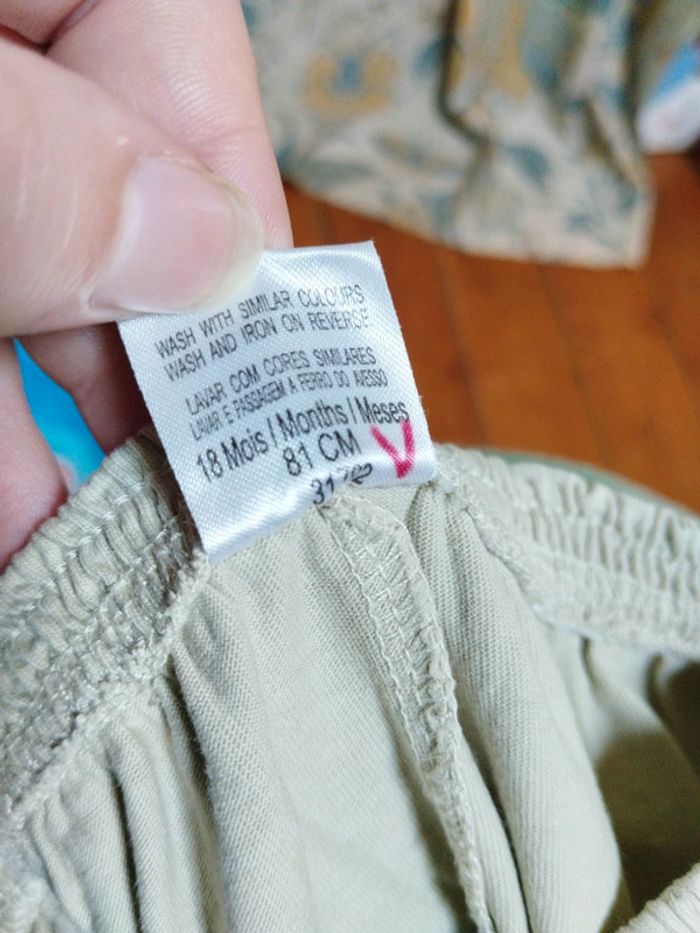 WASH WITH SIMILAR COLOURS
WASH AND IRON ON REVERSE
LAVAR COM CORES SIMILARES
LAVAR E PASSAGEM A FERRO DO AVESSO
18 Mois / Months / Meses
81 CM
V